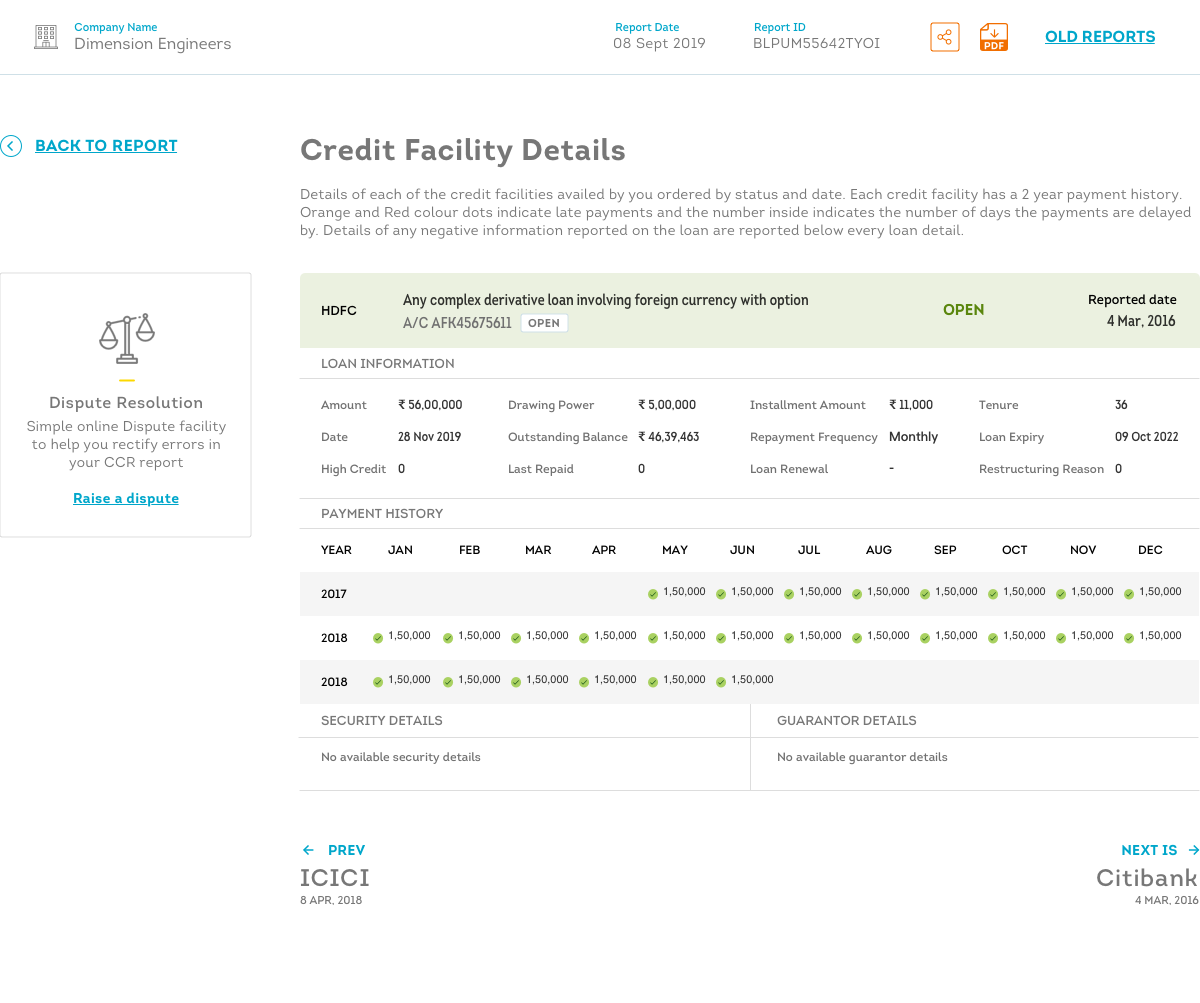 Company Name
Dimension Engineers
Report Date
08 Sept 2019
Report ID
BLPUM55642TYOI
PDF
OLD REPORTS
BACK TO REPORT
Credit Facility Details
Details of each of the credit facilities availed by you ordered by status and date. Each credit facility has a 2 year payment history.
Orange and Red colour dots indicate late payments and the number inside indicates the number of days the payments are delayed
by. Details of any negative information reported on the loan are reported below every loan detail.
Dispute Resolution
Simple online Dispute facility
to help you rectify errors in
your CCR report
Raise a dispute
HDFC
Any complex derivative loan involving foreign currency with option
A/C AFK45675611 OPEN
OPEN
Reported date
4 Mar, 2016
LOAN INFORMATION
Amount ₹ 56,00,000 Drawing Power ₹ 5,00,000 Installment Amount ₹ 11,000 Tenure 36
Date 28 Nov 2019 Outstanding Balance ₹ 46,39,463 Repayment Frequency Monthly Loan Expiry 09 Oct 2022
High Credit 0 Last Repaid 0 Loan Renewal - Restructuring Reason 0
PAYMENT HISTORY
YEAR JAN FEB MAR APR MAY JUN JUL AUG SEP OCT NOV DEC
2017 1,50,000 1,50,000 1,50,000 1,50,000 1,50,000 1,50,000 1,50,000 1,50,000
2018 1,50,000 1,50,000 1,50,000 1,50,000 1,50,000 1,50,000 1,50,000 1,50,000 1,50,000 1,50,000 1,50,000 1,50,000
2018 1,50,000 1,50,000 1,50,000 1,50,000 1,50,000 1,50,000
SECURITY DETAILS
No available security details
GUARANTOR DETAILS
No available guarantor details
PREV
ICICI
8 APR, 2018
NEXT IS
Citibank
4 MAR, 2016